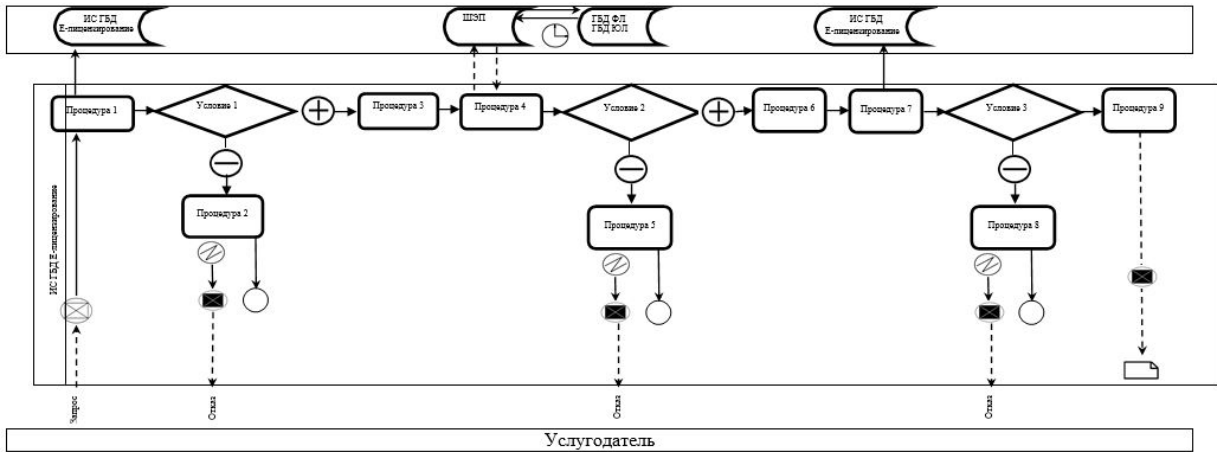 ИС ГБД
Е-лицензирование
ШЭП
ГБД ФЛ
ГБД ЮЛ
ИС ГБД
Е-лицензирование
Процедура 1
Условие 1
Процедура 3
Процедура 4
Условие 2
Процедура 6
Процедура 7
Условие 3
Процедура 9
Процедура 2
Процедура 5
Процедура 8
ИС ГБД Е-лицензирование
Запрос
Отказ
Отказ
Отказ
Услугодатель